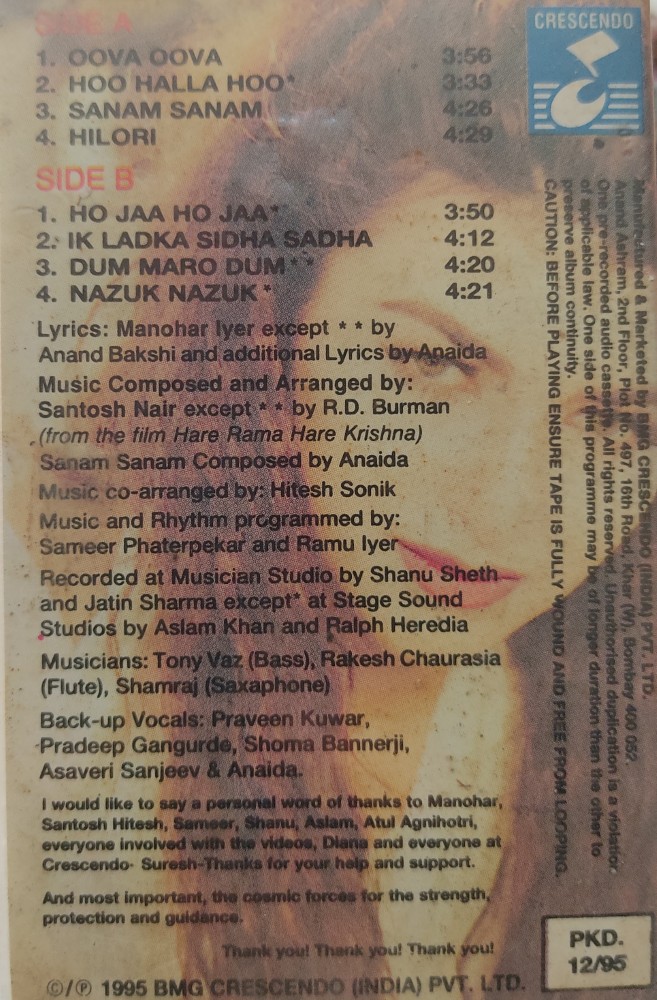 SIDE A
1. OOVA OOVA 3:56
2. HOO HALLA HOO* 3:33
3. SANAM SANAM 4:26
4. HILORI 4:29
SIDE B
1. HO JAA HO JAA* 3:50
2. IK LADKA SIDHA SADHA 4:12
3. DUM MARO DUM** 4:20
4. NAZUK NAZUK* 4:21
Lyrics: Manohar Iyer except ** by
Anand Bakshi and additional Lyrics by Anaida
Music Composed and Arranged by:
Santosh Nair except ** by R.D. Burman
(from the film Hare Rama Hare Krishna)
Sanam Sanam Composed by Anaida
Music co-arranged by: Hitesh Sonik
Music and Rhythm programmed by:
Sameer Phaterpekar and Ramu Iyer
Recorded at Musician Studio by Shanu Sheth
and Jatin Sharma except* at Stage Sound
Studios by Aslam Khan and Ralph Heredia
Musicians: Tony Vaz (Bass), Rakesh Chaurasia
(Flute), Shamraj (Saxaphone)
Back-up Vocals: Praveen Kuwar,
Pradeep Gangurde, Shoma Bannerji,
Asaveri Sanjeev & Anaida.
I would like to say a personal word of thanks to Manohar,
Santosh Hitesh, Sameer, Shanu, Aslam, Atul Agnihotri,
everyone involved with the videos, Diana and everyone at
Crescendo- Suresh-Thanks for your help and support.
And most important, the cosmic forces for the strength,
protection and guidance.
Thank you! Thank you! Thank you!
©/℗ 1995 BMG CRESCENDO (INDIA) PVT. LTD.
CRESCENDO
Manufactured & Marketed by BMG CRESCENDO (INDIA) PVT. LTD.
Anand Ashram, 2nd Floor, Plot No. 497, 16th Road, Khar (W), Bombay 400 052.
One pre-recorded audio cassette. All rights reserved. Unauthorised duplication is a violation
of applicable law. One side of this programme may be of longer duration than the other to
preserve album continuity.
CAUTION: BEFORE PLAYING ENSURE TAPE IS FULLY WOUND AND FREE FROM LOOPING.
PKD.
12/95